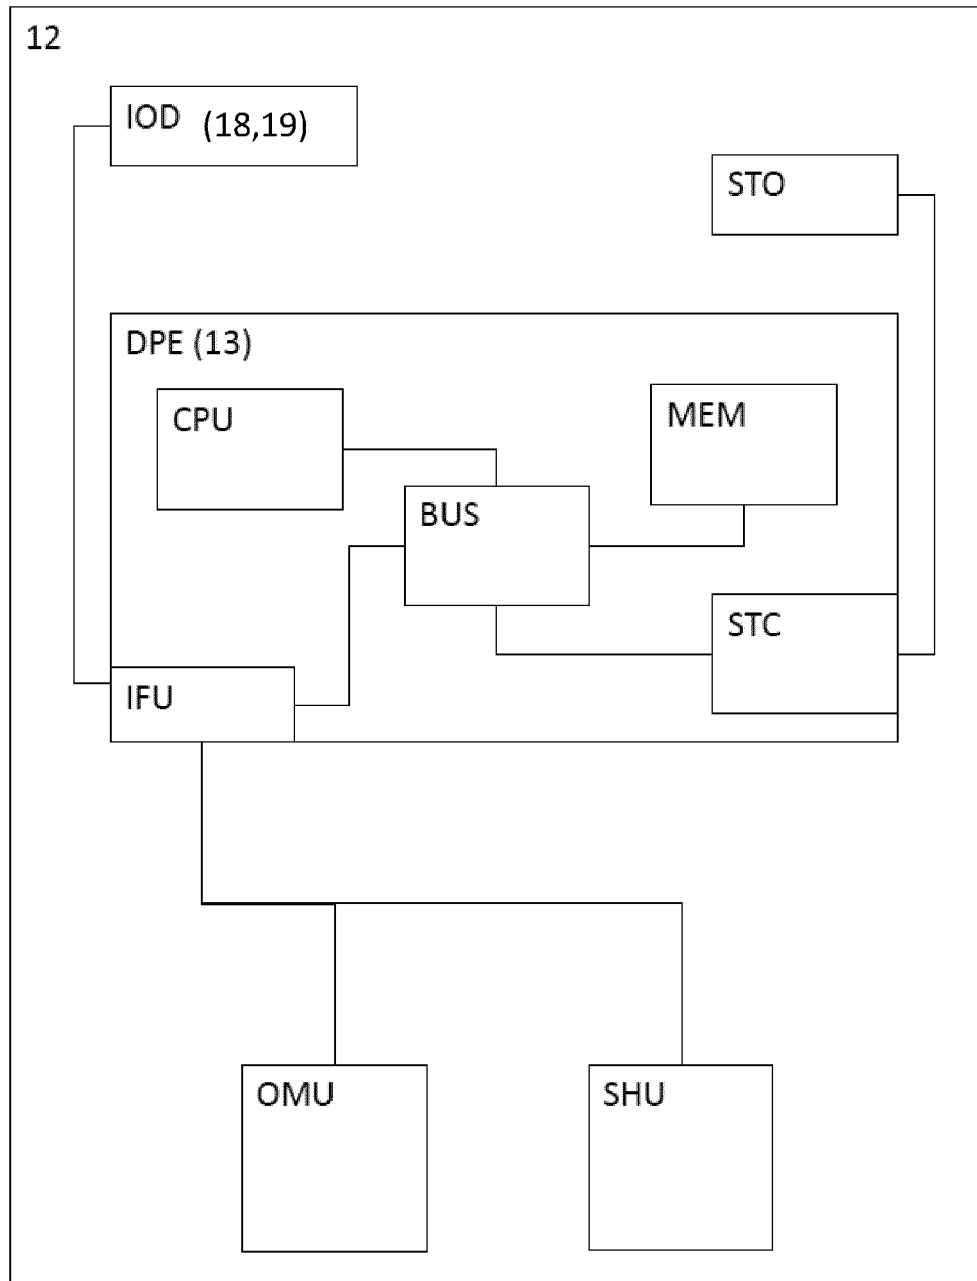 12
IOD (18,19)
STO
DPE (13)
CPU
MEM
BUS
STC
IFU
OMU
SHU